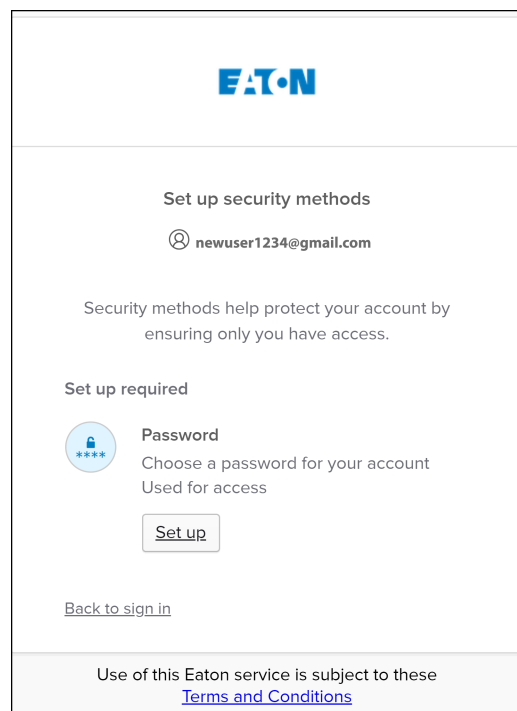 EATON
Set up security methods
newuser1234@gmail.com
Security methods help protect your account by
ensuring only you have access.
Set up required
****
Password
Choose a password for your account
Used for access
Set up
Back to sign in
Use of this Eaton service is subject to these
Terms and Conditions